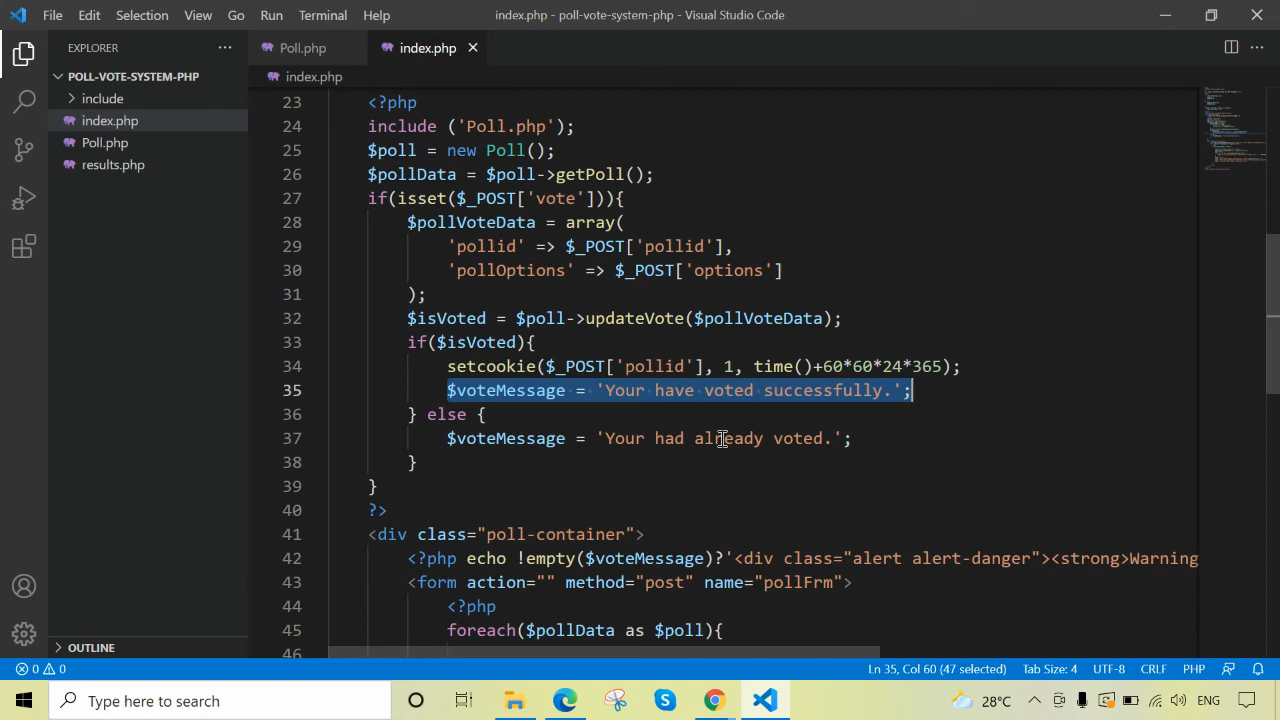 File Edit Selection View Go Run Terminal Help
index.php - poll-vote-system-php - Visual Studio Code
EXPLORER
POLL-VOTE-SYSTEM-PHP
include
index.php
Poll.php
results.php
OUTLINE
Poll.php
index.php
index.php
23 <?php
24 include ('Poll.php');
25 $poll = new Poll();
26 $pollData = $poll->getPoll();
27 if(isset($_POST['vote'])){
28 $pollVoteData = array(
29 'pollid' => $_POST['pollid'],
30 'pollOptions' => $_POST['options']
31 );
32 $isVoted = $poll->updateVote($pollVoteData);
33 if($isVoted){
34 setcookie($_POST['pollid'], 1, time()+60*60*24*365);
35 $voteMessage = 'Your have voted successfully.';
36 } else {
37 $voteMessage = 'Your had already voted.';
38 }
39 }
40 ?>
41 <div class="poll-container">
42 <?php echo !empty($voteMessage)?'<div class="alert alert-danger"><strong>Warning
43 <form action="" method="post" name="pollFrm">
44 <?php
45 foreach($pollData as $poll){
46
0 0
Ln 35, Col 60 (47 selected) Tab Size: 4 UTF-8 CRLF PHP
Type here to search
28°C